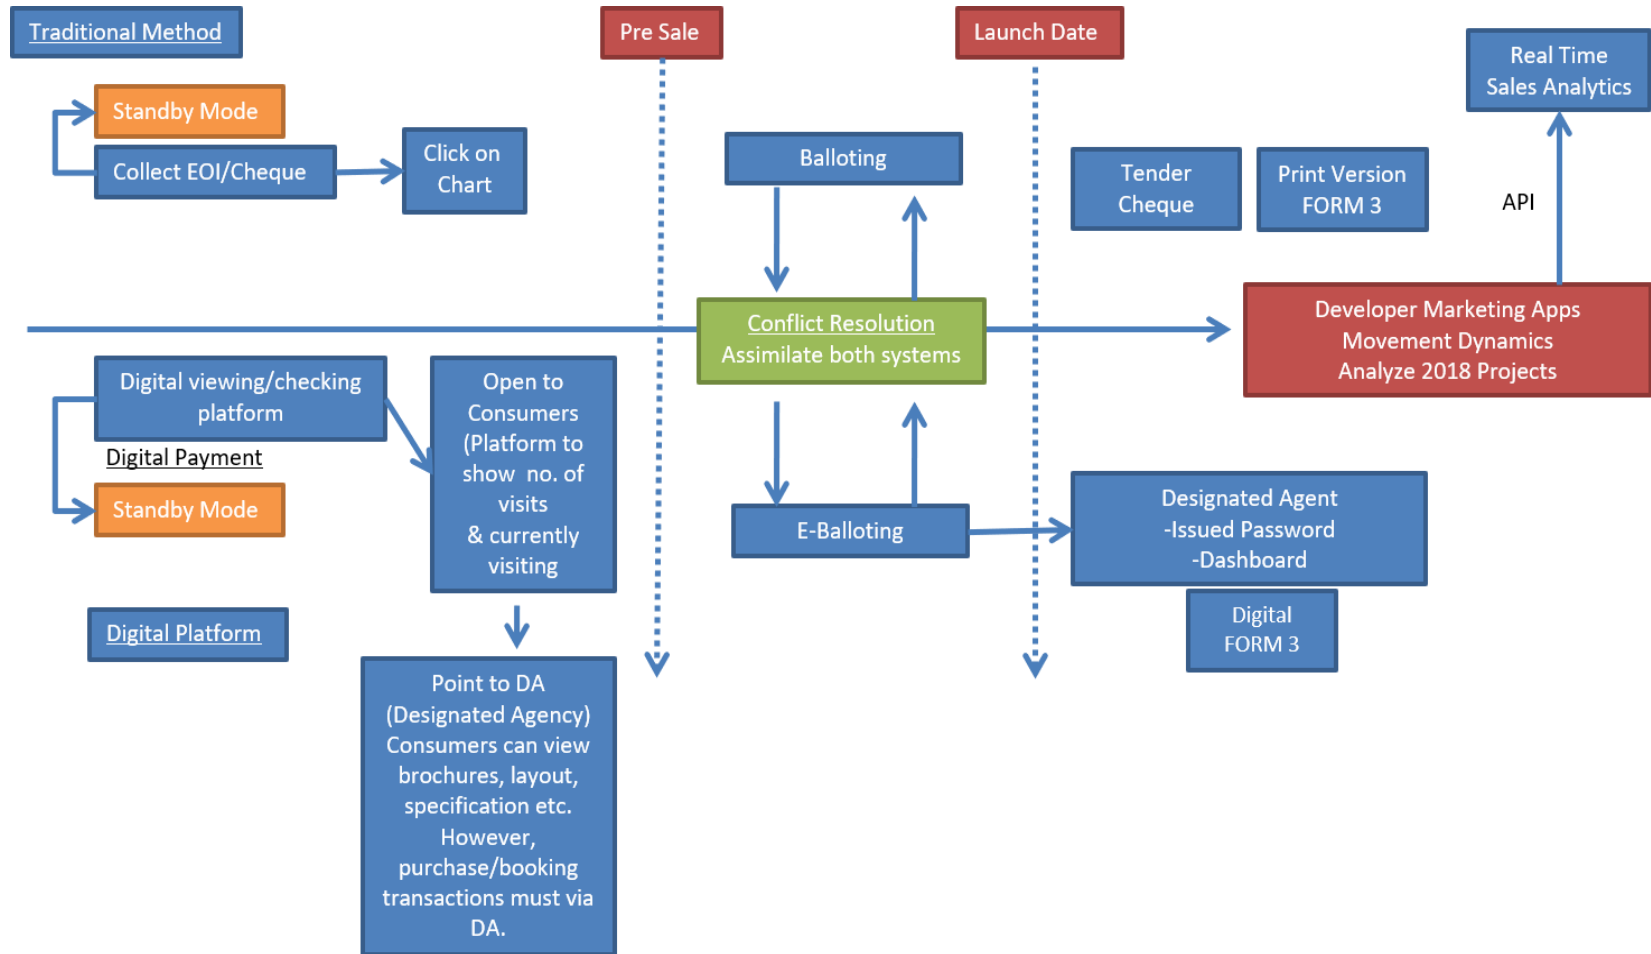 Traditional Method
Pre Sale
Launch Date
Real Time
Sales Analytics
Standby Mode
Collect EOI/Cheque
Click on
Chart
Balloting
Tender
Cheque
Print Version
FORM 3
API
Conflict Resolution
Assimilate both systems
Developer Marketing Apps
Movement Dynamics
Analyze 2018 Projects
Digital viewing/checking
platform
Digital Payment
Standby Mode
Open to
Consumers
(Platform to
show no. of
visits
& currently
visiting
E-Balloting
Designated Agent
-Issued Password
-Dashboard
Digital
FORM 3
Digital Platform
Point to DA
(Designated Agency)
Consumers can view
brochures, layout,
specification etc.
However,
purchase/booking
transactions must via
DA.